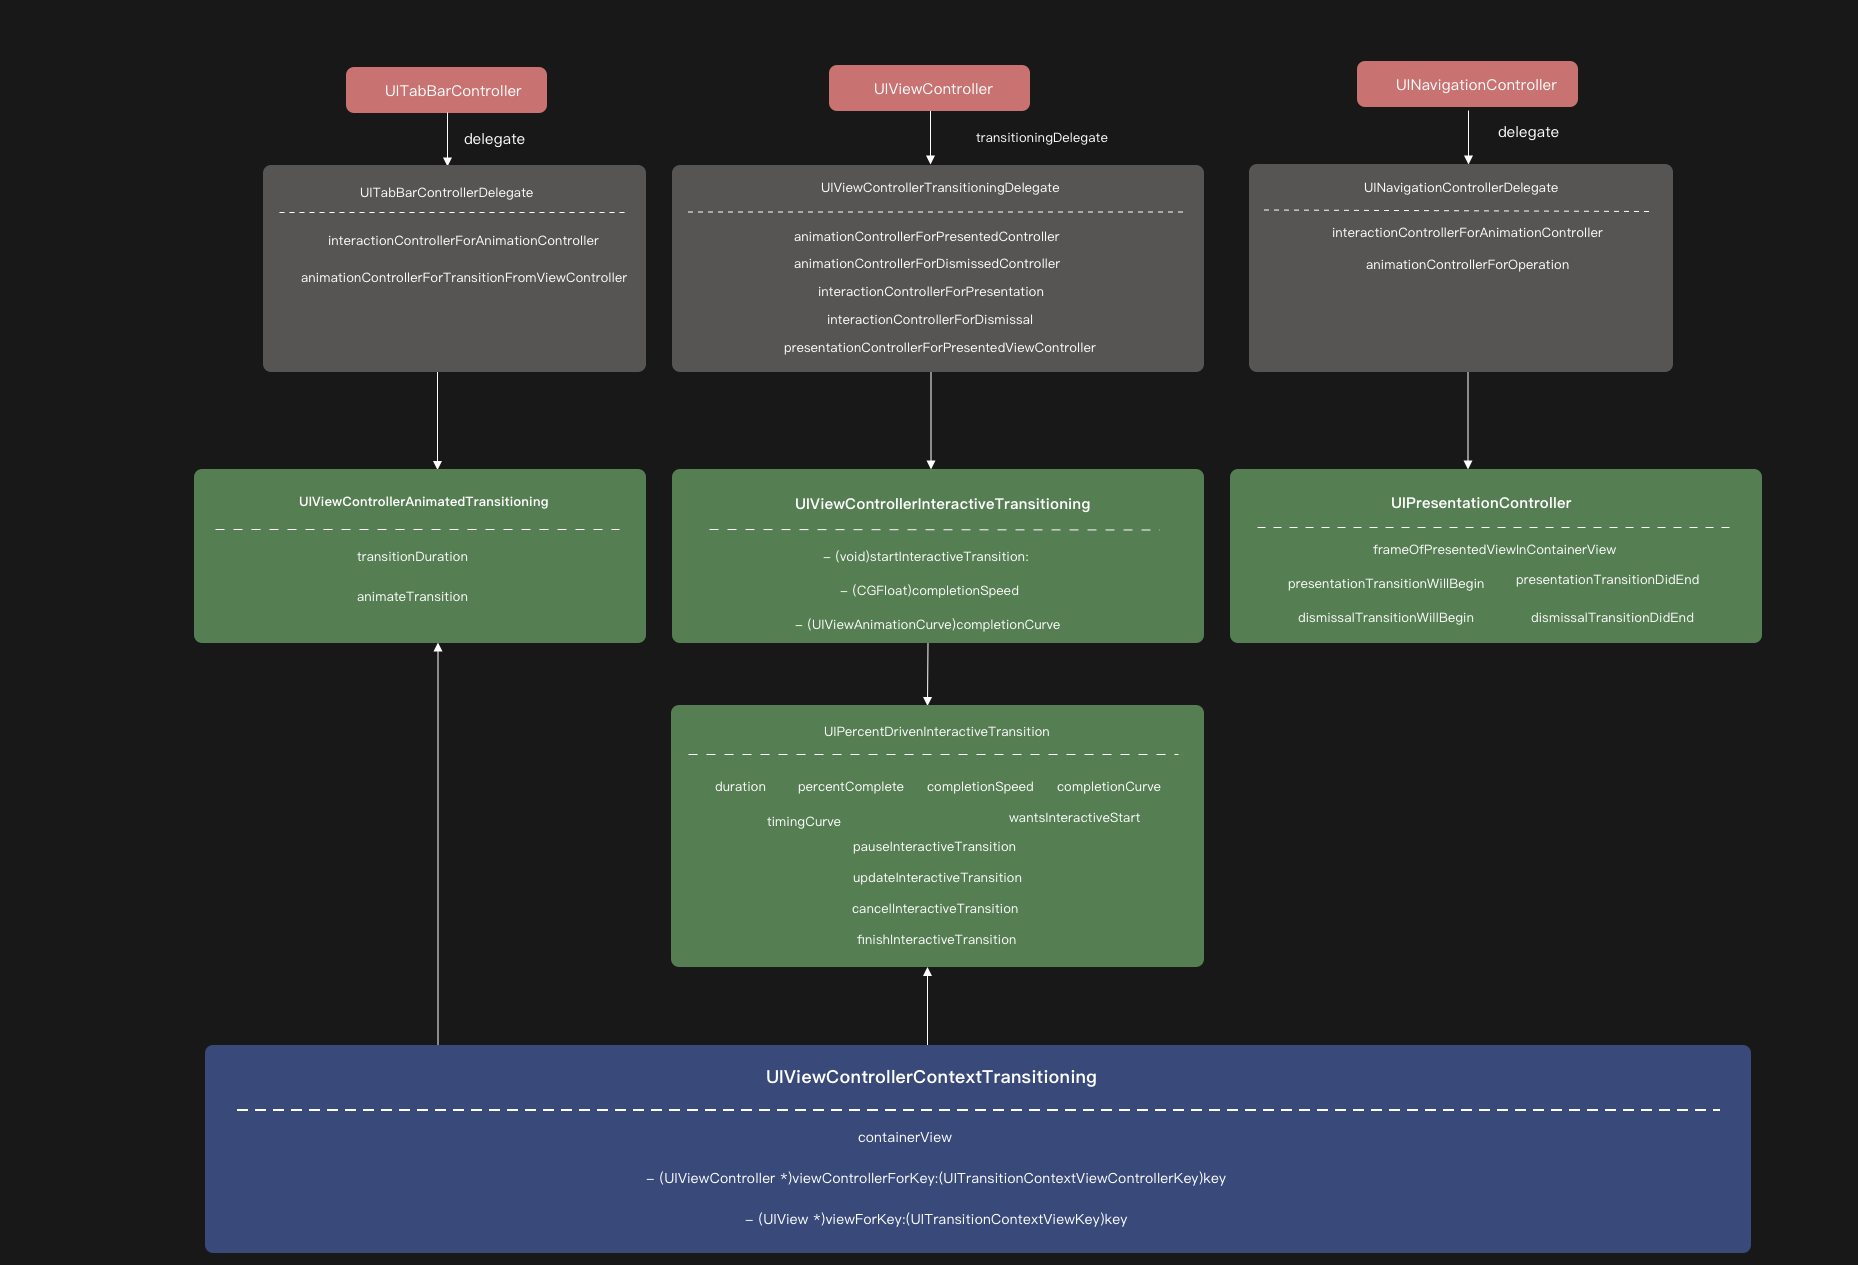 UITabBarController
delegate
UITabBarControllerDelegate
interactionControllerForAnimationController
animationControllerForTransitionFromViewController
UIViewController
transitioningDelegate
UIViewControllerTransitioningDelegate
animationControllerForPresentedController
animationControllerForDismissedController
interactionControllerForPresentation
interactionControllerForDismissal
presentationControllerForPresentedViewController
UINavigationController
delegate
UINavigationControllerDelegate
interactionControllerForAnimationController
animationControllerForOperation
UIViewControllerAnimatedTransitioning
transitionDuration
animateTransition
UIViewControllerInteractiveTransitioning
– (void)startInteractiveTransition:
– (CGFloat)completionSpeed
– (UIViewAnimationCurve)completionCurve
UIPresentationController
frameOfPresentedViewInContainerView
presentationTransitionWillBegin presentationTransitionDidEnd
dismissalTransitionWillBegin dismissalTransitionDidEnd
UIPercentDrivenInteractiveTransition
duration percentComplete completionSpeed completionCurve
timingCurve wantsInteractiveStart
pauseInteractiveTransition
updateInteractiveTransition
cancelInteractiveTransition
finishInteractiveTransition
UIViewControllerContextTransitioning
containerView
– (UIViewController *)viewControllerForKey:(UITransitionContextViewControllerKey)key
– (UIView *)viewForKey:(UITransitionContextViewKey)key